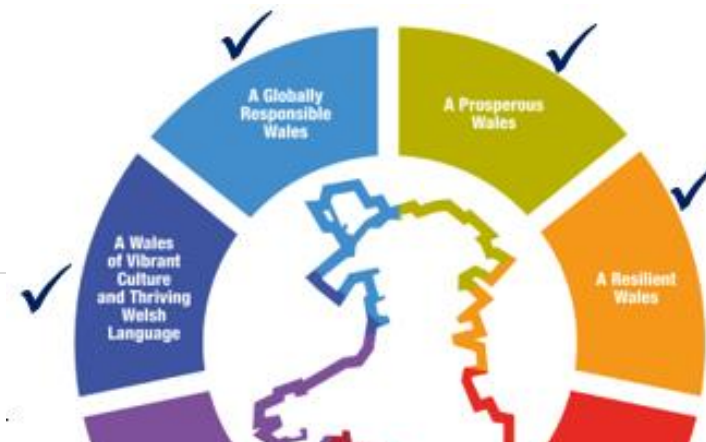 A Globally
Responsible
Wales
A Prosperous
Wales
A Resilient
Wales
A Wales
of Vibrant
Culture
and Thriving
Welsh
Language